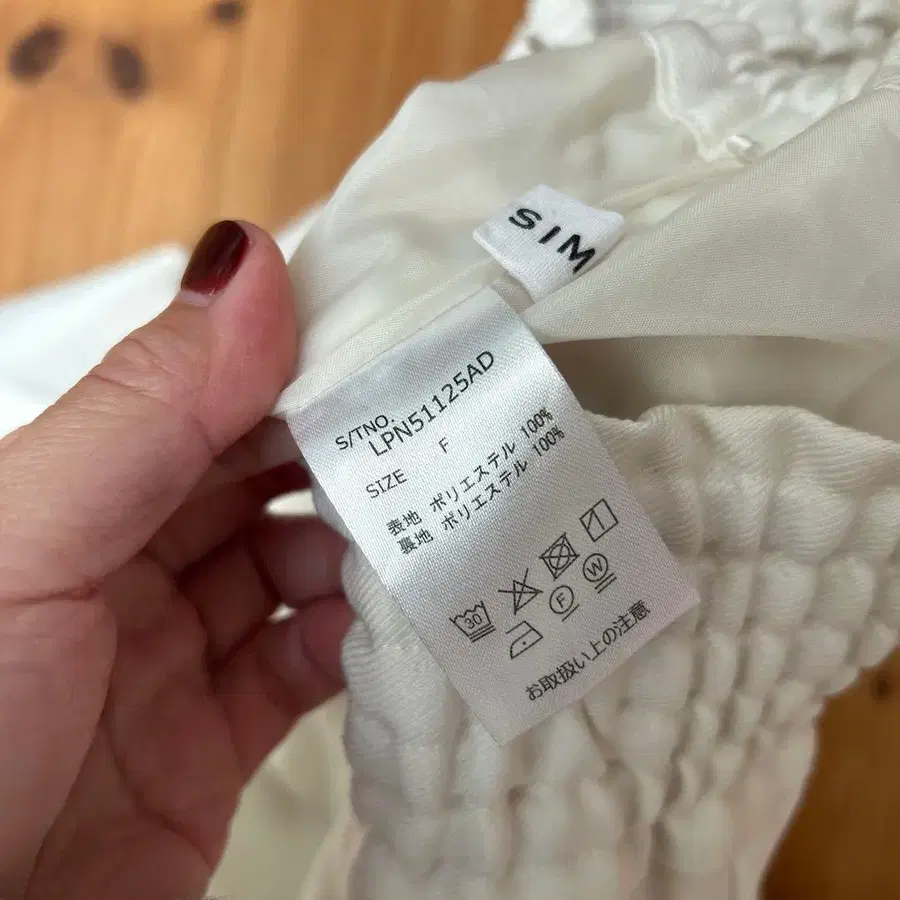 SIM
S/TNO.
LPN51125AD
SIZE F
表地 ポリエステル 100%
裏地 ポリエステル 100%
30
F W
お取扱い上の注意